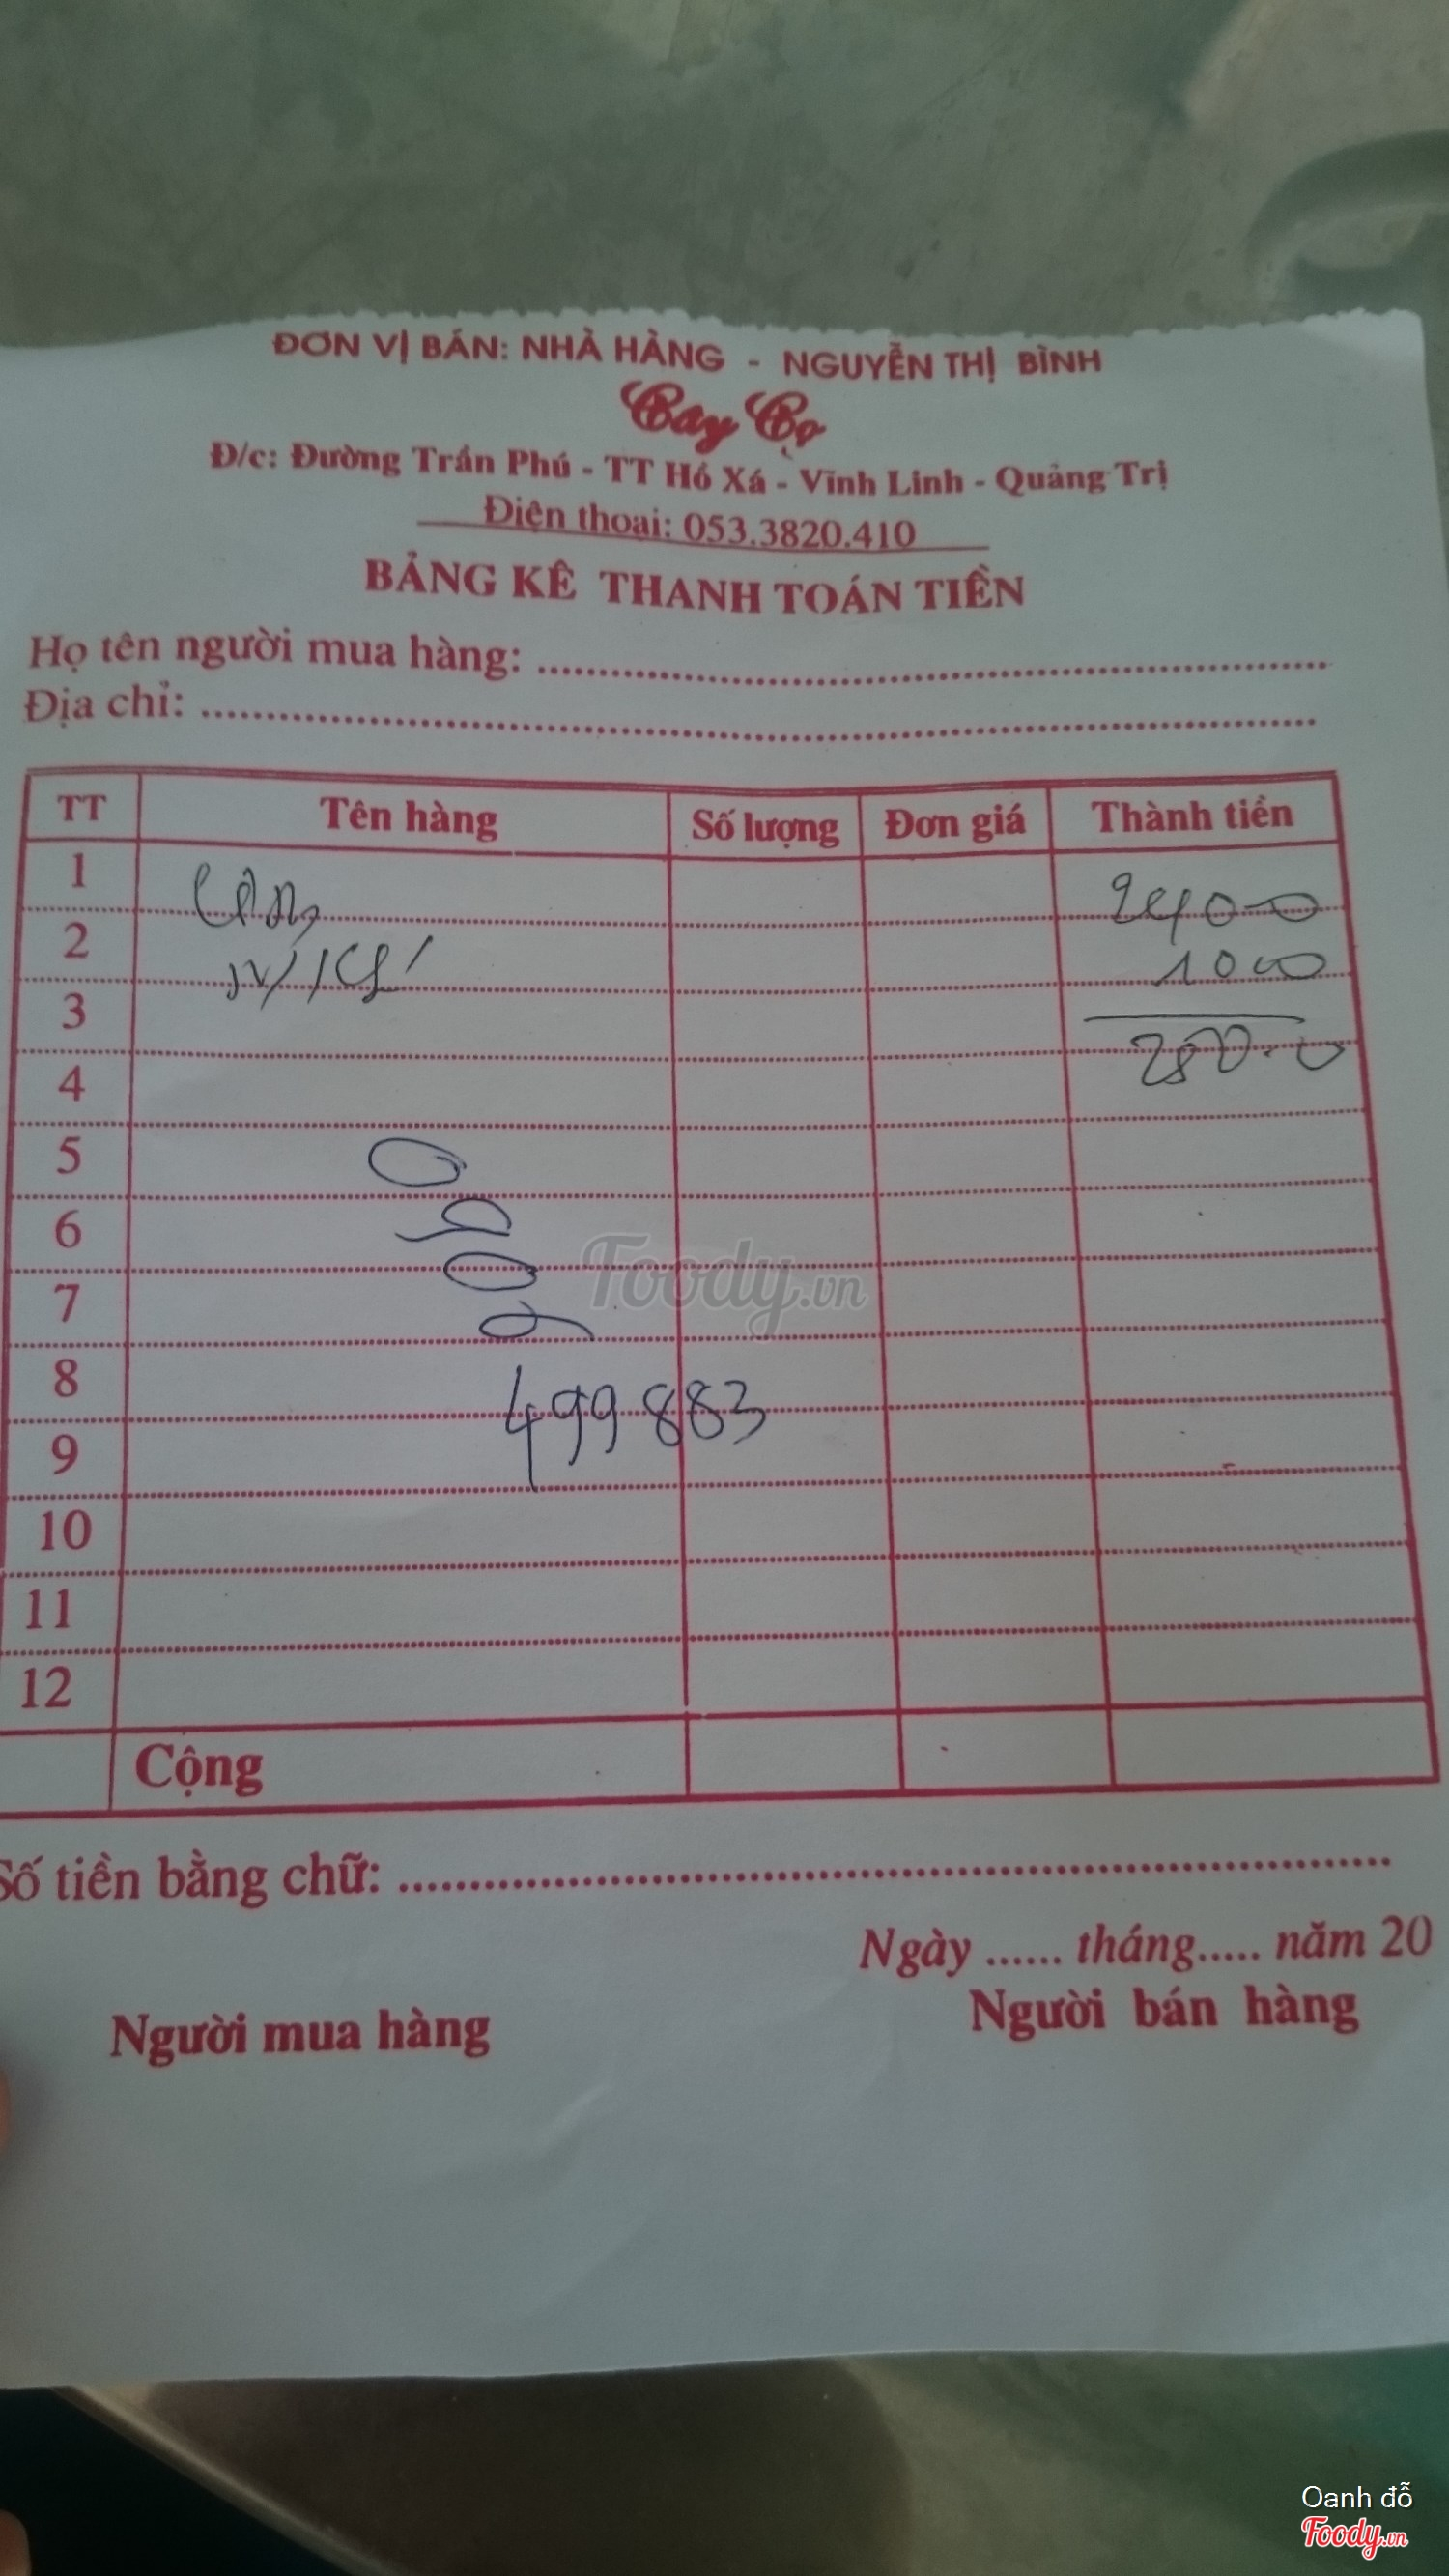 ĐƠN VỊ BÁN: NHÀ HÀNG - NGUYỄN THỊ BÌNH
Cây Cọ
Đ/c: Đường Trần Phú - TT Hồ Xá - Vĩnh Linh - Quảng Trị
Điện thoại: 053.3820.410
BẢNG KÊ THANH TOÁN TIỀN
Họ tên người mua hàng:
Địa chỉ:
TT Tên hàng Số lượng Đơn giá Thành tiền
1 24000
2 1000
3
4
5
6
7
8
499883
9
10
11
12
Cộng
Số tiền bằng chữ:
Ngày ...... tháng..... năm 20
Người mua hàng Người bán hàng
Foody.vn
Oanh đỗ
Foody.vn